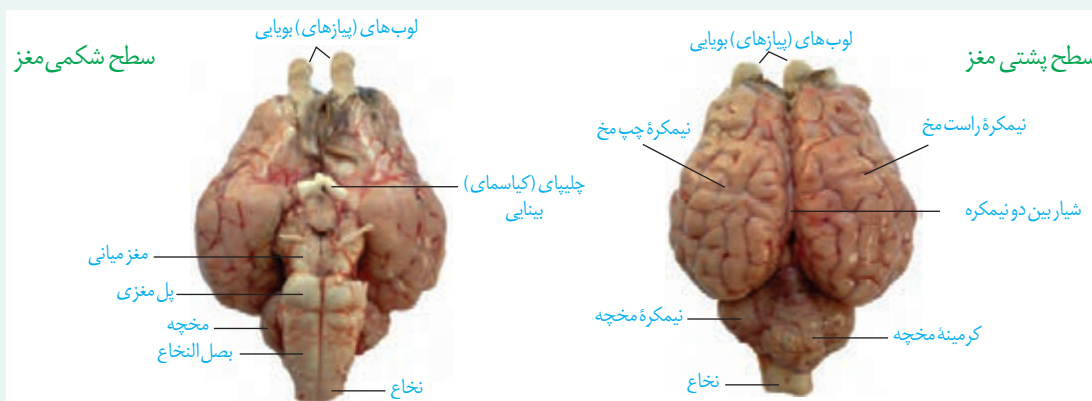 سطح پشتی مغز
لوب‌های (پیازهای) بویایی
نیمکرهٔ راست مخ
نیمکرهٔ چپ مخ
شیار بین دو نیمکره
نیمکرهٔ مخچه
کرمینهٔ مخچه
نخاع
سطح شکمی مغز
لوب‌های (پیازهای) بویایی
چلیپای (کیاسمای)
بینایی
مغز میانی
پل مغزی
مخچه
بصل النخاع
نخاع